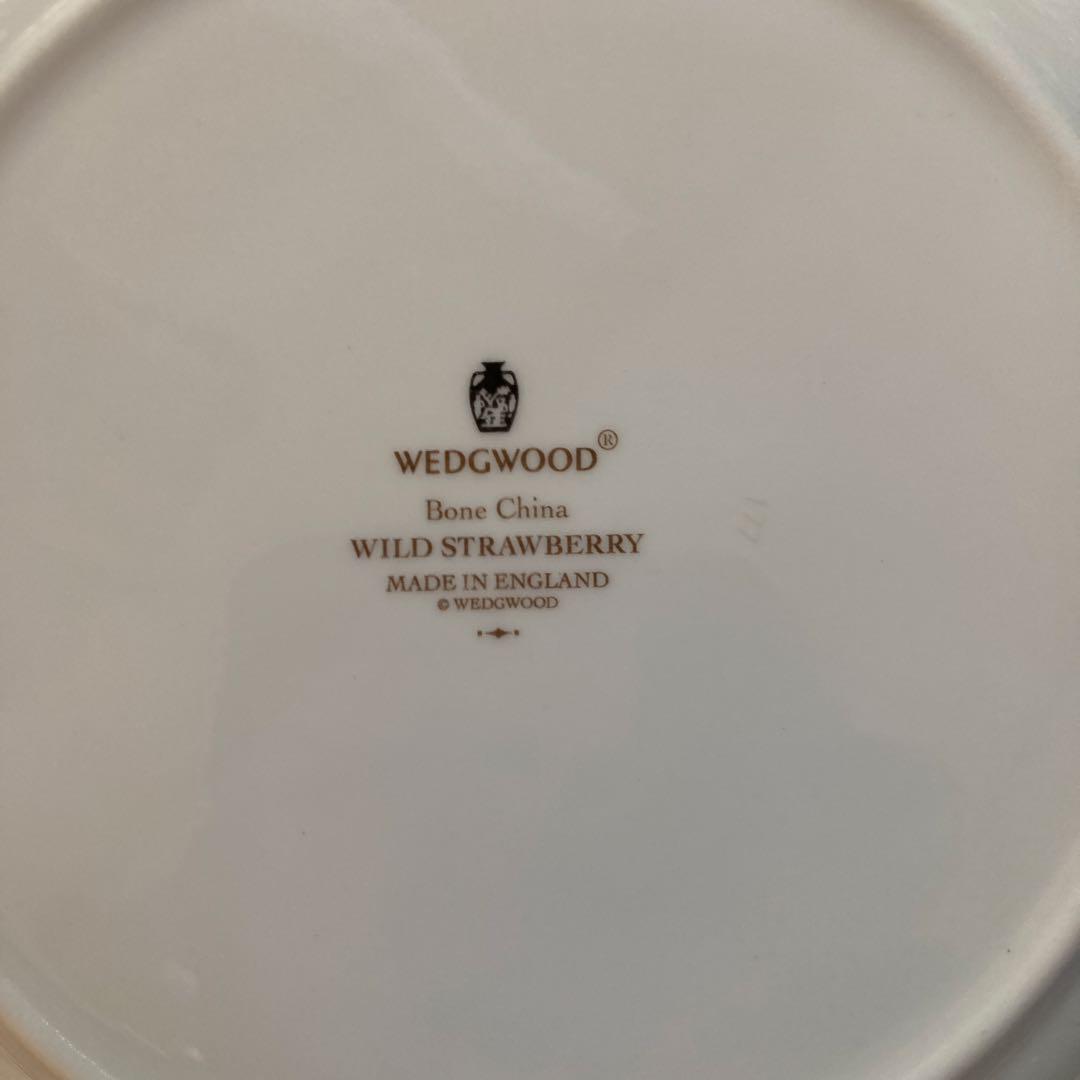 WEDGWOOD®
Bone China
WILD STRAWBERRY
MADE IN ENGLAND
© WEDGWOOD